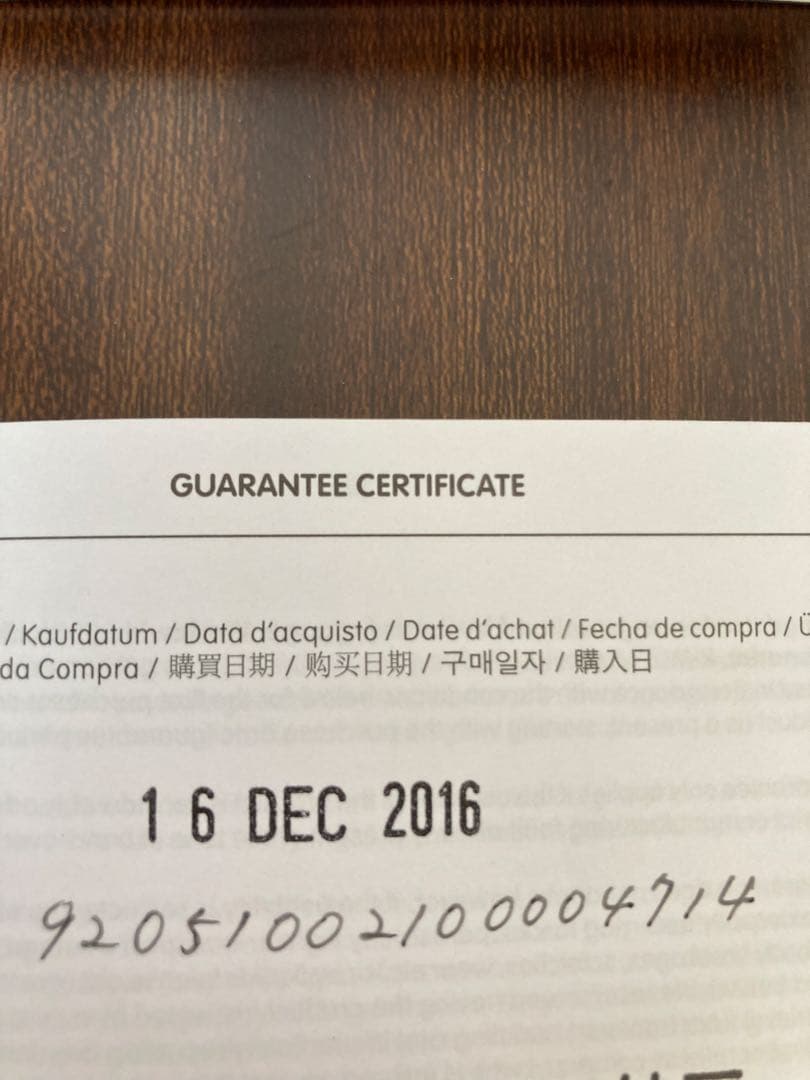 GUARANTEE CERTIFICATE
/ Kaufdatum / Data d’acquisto / Date d’achat / Fecha de compra /
da Compra / 購買日期 / 购买日期 / 구매일자 / 購入日
16 DEC 2016
92051002100004714